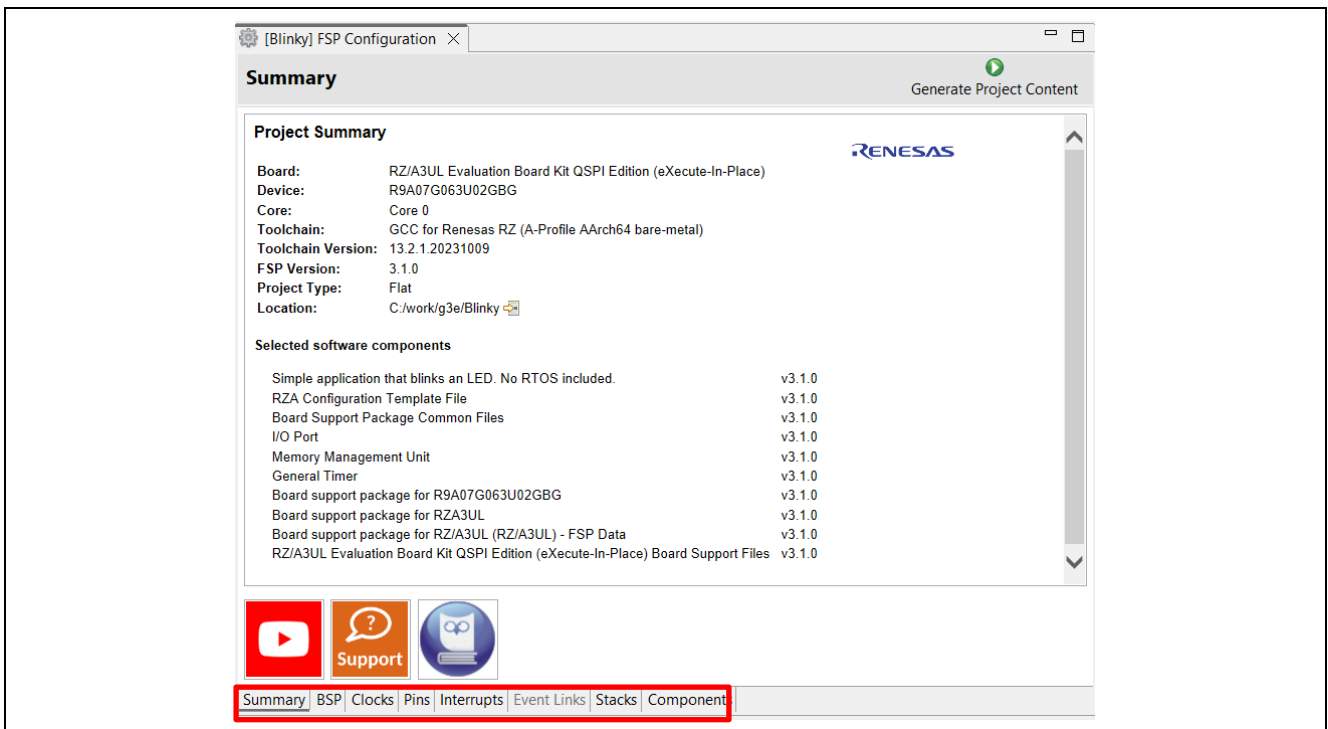 [Blinky] FSP Configuration
Summary
Generate Project Content
Project Summary
RENESAS
Board: RZ/A3UL Evaluation Board Kit QSPI Edition (eXecute-In-Place)
Device: R9A07G063U02GBG
Core: Core 0
Toolchain: GCC for Renesas RZ (A-Profile AArch64 bare-metal)
Toolchain Version: 13.2.1.20231009
FSP Version: 3.1.0
Project Type: Flat
Location: C:/work/g3e/Blinky
Selected software components
Simple application that blinks an LED. No RTOS included. v3.1.0
RZA Configuration Template File v3.1.0
Board Support Package Common Files v3.1.0
I/O Port v3.1.0
Memory Management Unit v3.1.0
General Timer v3.1.0
Board support package for R9A07G063U02GBG v3.1.0
Board support package for RZA3UL v3.1.0
Board support package for RZ/A3UL (RZ/A3UL) - FSP Data v3.1.0
RZ/A3UL Evaluation Board Kit QSPI Edition (eXecute-In-Place) Board Support Files v3.1.0
?
Support
Summary BSP Clocks Pins Interrupts Event Links Stacks Components